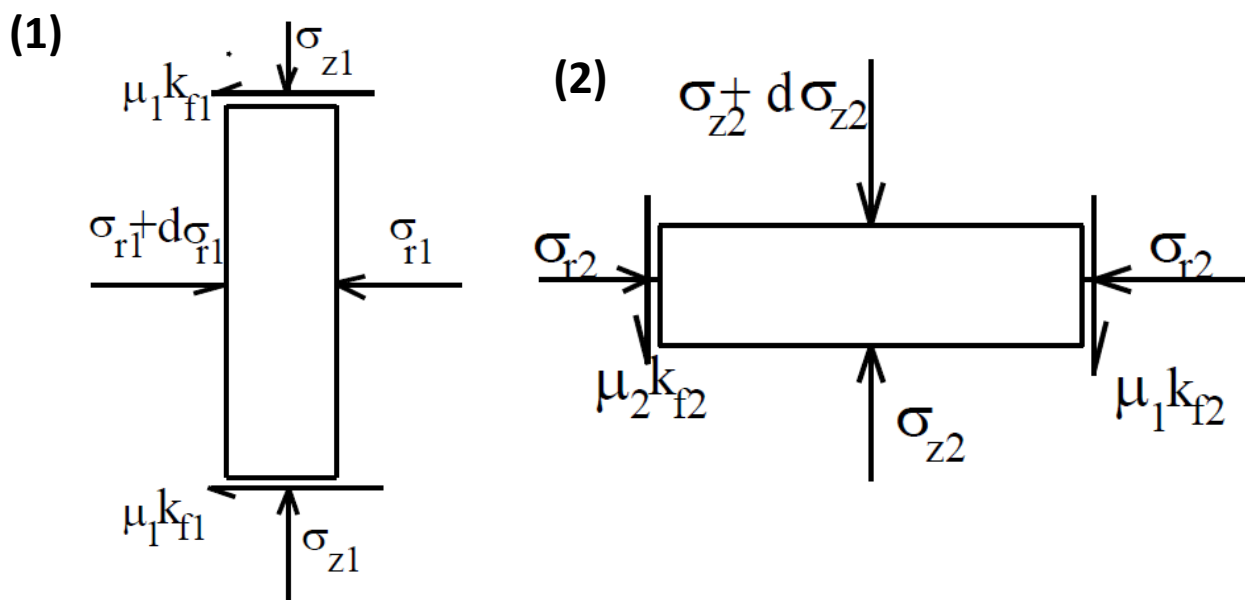 (1)
σz1
μ1kf1
σr1+dσr1
σr1
μ1kf1
σz1
(2)
σz2+ dσz2
σr2
σr2
μ2kf2
μ1kf2
σz2